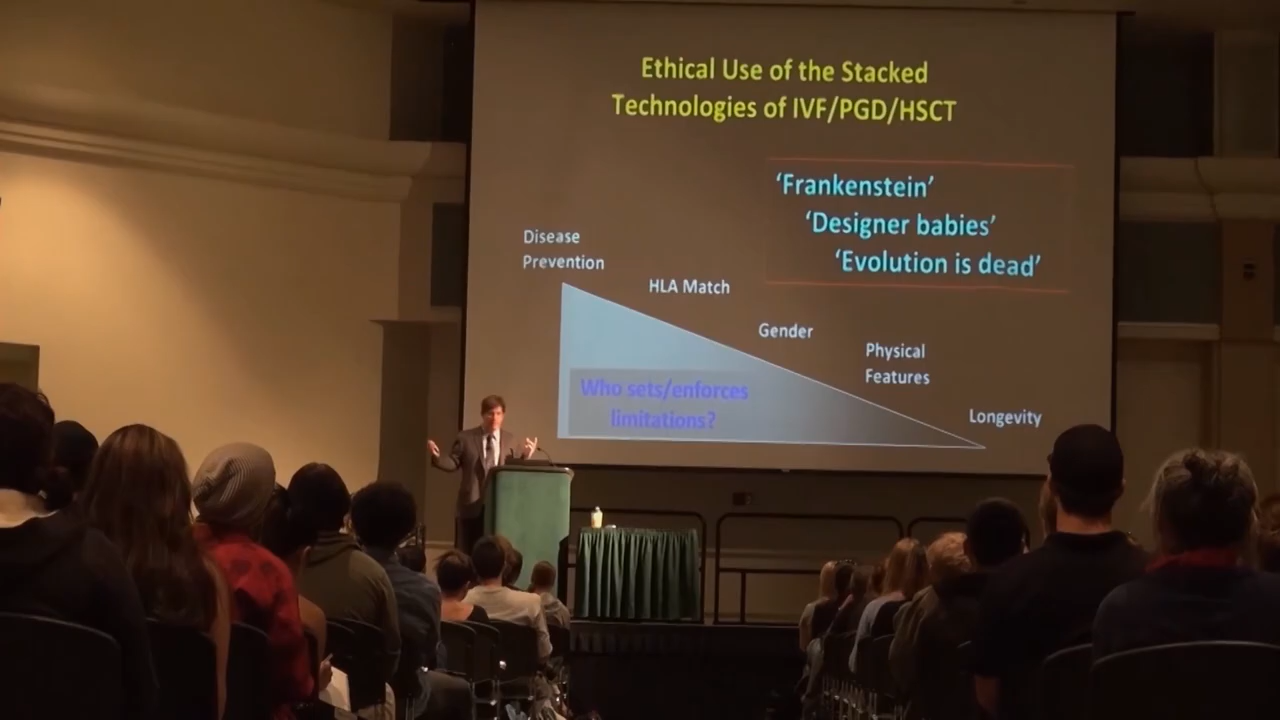 Ethical Use of the Stacked
Technologies of IVF/PGD/HSCT
‘Frankenstein’
‘Designer babies’
‘Evolution is dead’
Disease
Prevention
HLA Match
Gender
Physical
Features
Longevity
Who sets/enforces
limitations?